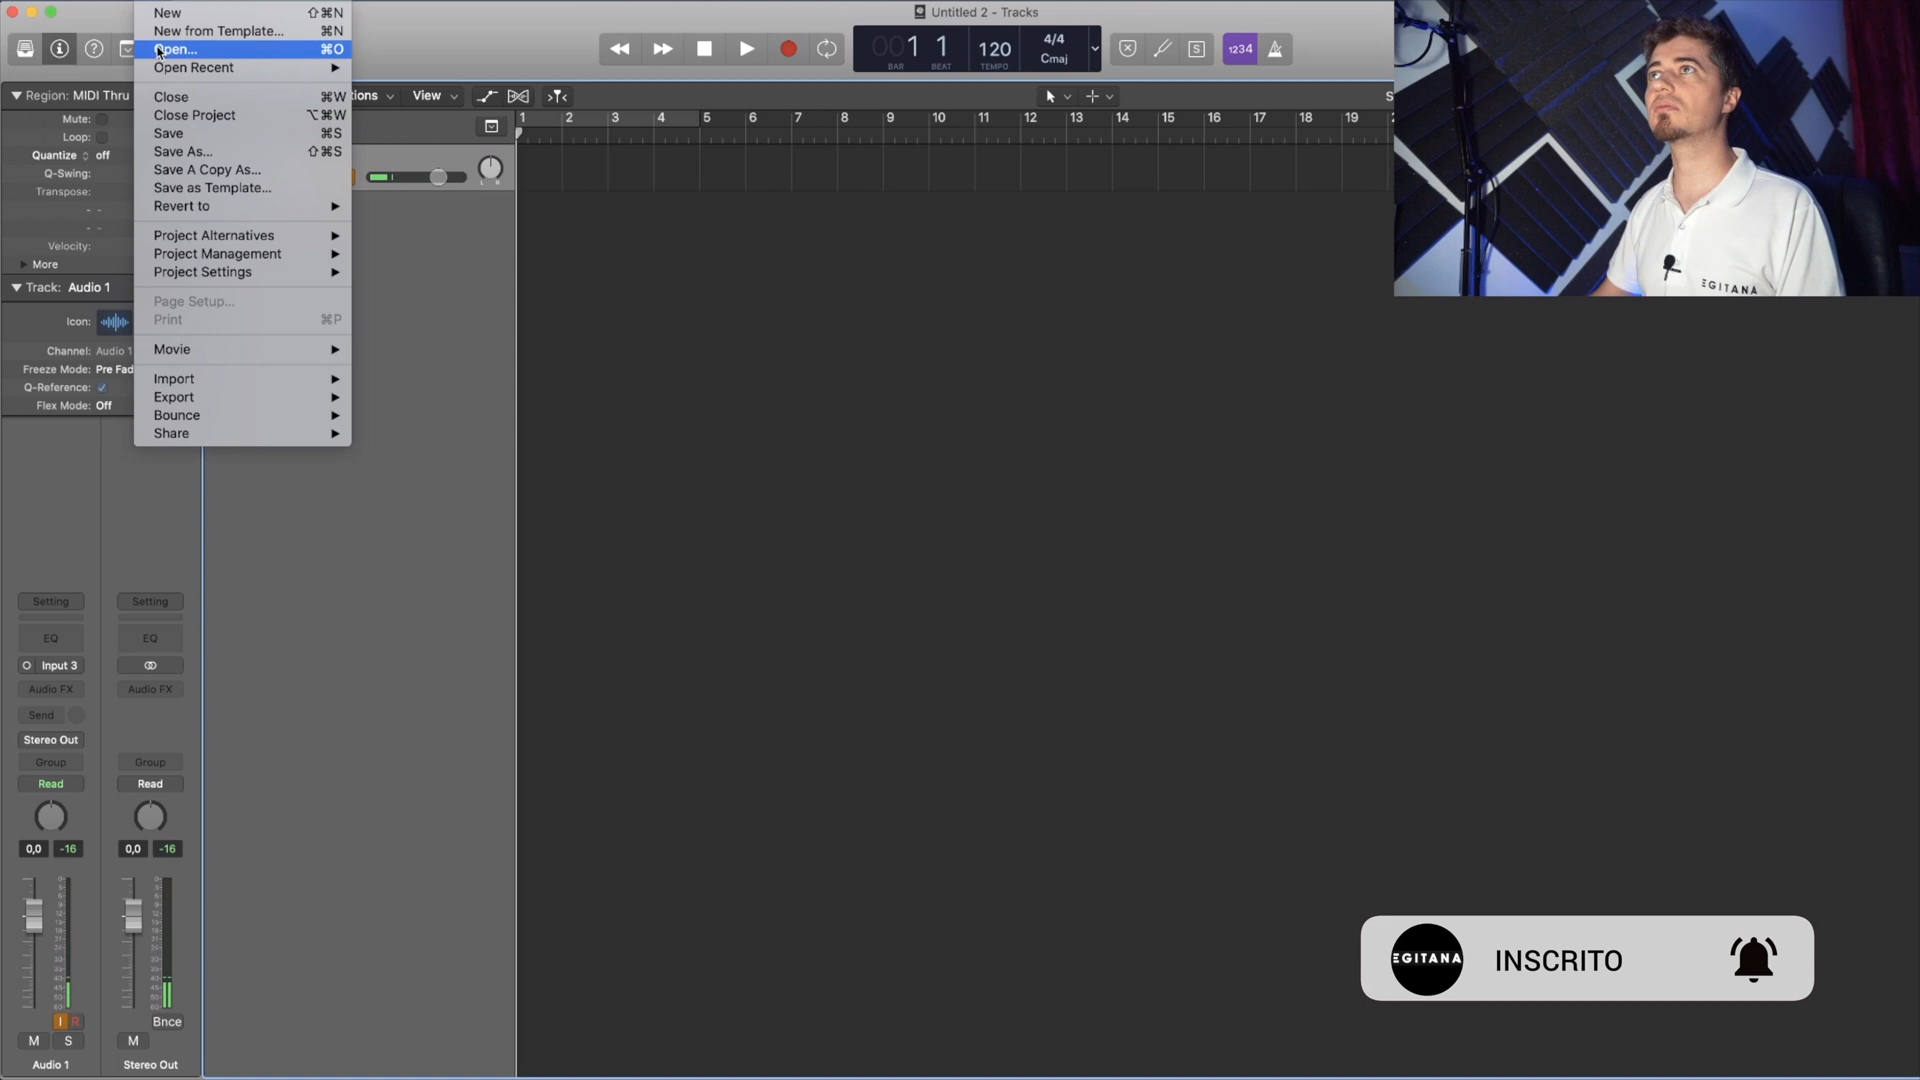 Untitled 2 - Tracks
New ⇧⌘N
New from Template... ⌘N
Open... ⌘O
Open Recent
Close ⌘W
Close Project ⌥⌘W
Save ⌘S
Save As... ⇧⌘S
Save A Copy As...
Save as Template...
Revert to
Project Alternatives
Project Management
Project Settings
Page Setup...
Print ⌘P
Movie
Import
Export
Bounce
Share
1 1 120 4/4
Cmaj
BAR BEAT TEMPO
S
1234
Region: MIDI Thru
View
Mute:
Loop:
Quantize off
Q-Swing:
Transpose:
Velocity:
More
Track: Audio 1
Icon:
Channel: Audio 1
Freeze Mode: Pre Fad
Q-Reference:
Flex Mode: Off
1 2 3 4 5 6 7 8 9 10 11 12 13 14 15 16 17 18 19
L R
EGITANA
Setting Setting
EQ EQ
Input 3
Audio FX Audio FX
Send
Stereo Out
Group Group
Read Read
0,0 -16 0,0 -16
I R Bnce
M S M
Audio 1 Stereo Out
EGITANA INSCRITO